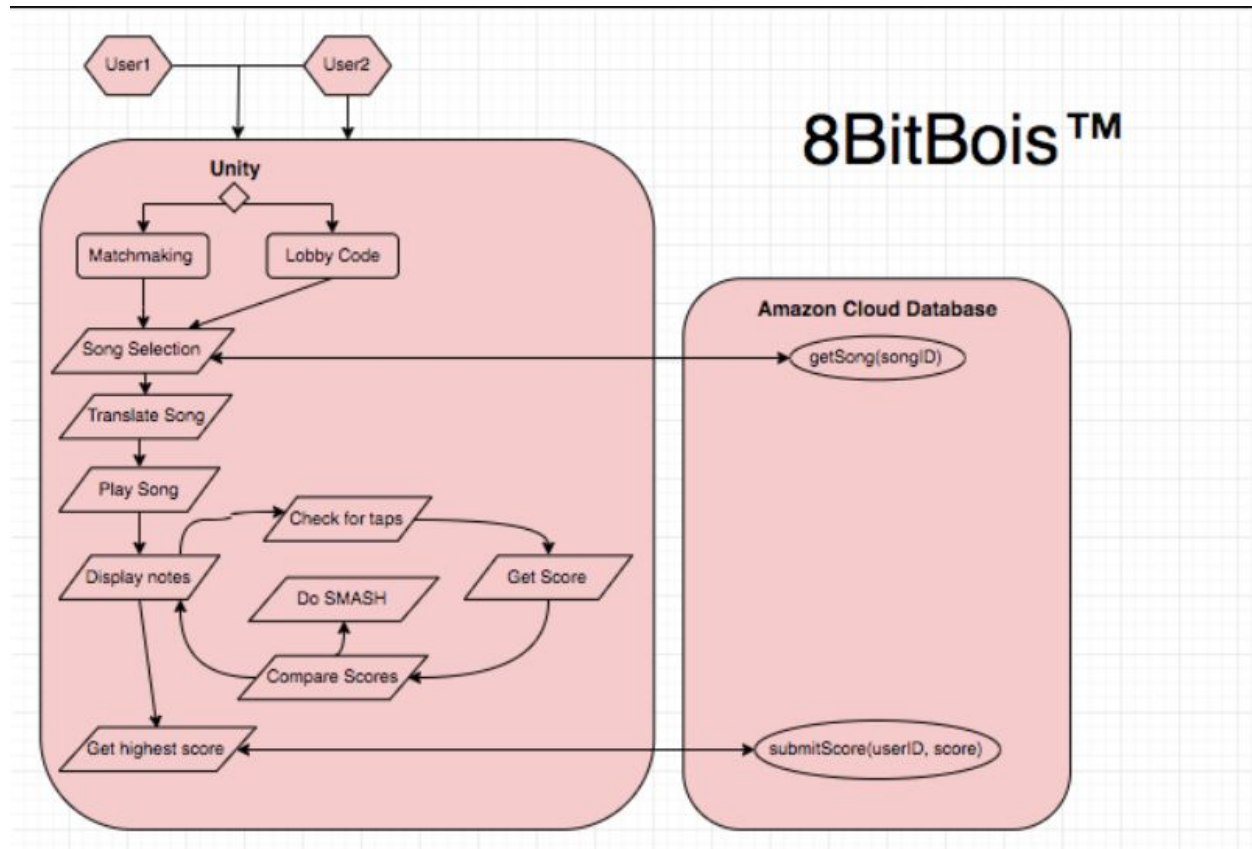 User1
User2
8BitBois™
Unity
Matchmaking
Lobby Code
Amazon Cloud Database
Song Selection
getSong(songID)
Translate Song
Play Song
Check for taps
Display notes
Get Score
Do SMASH
Compare Scores
Get highest score
submitScore(userID, score)